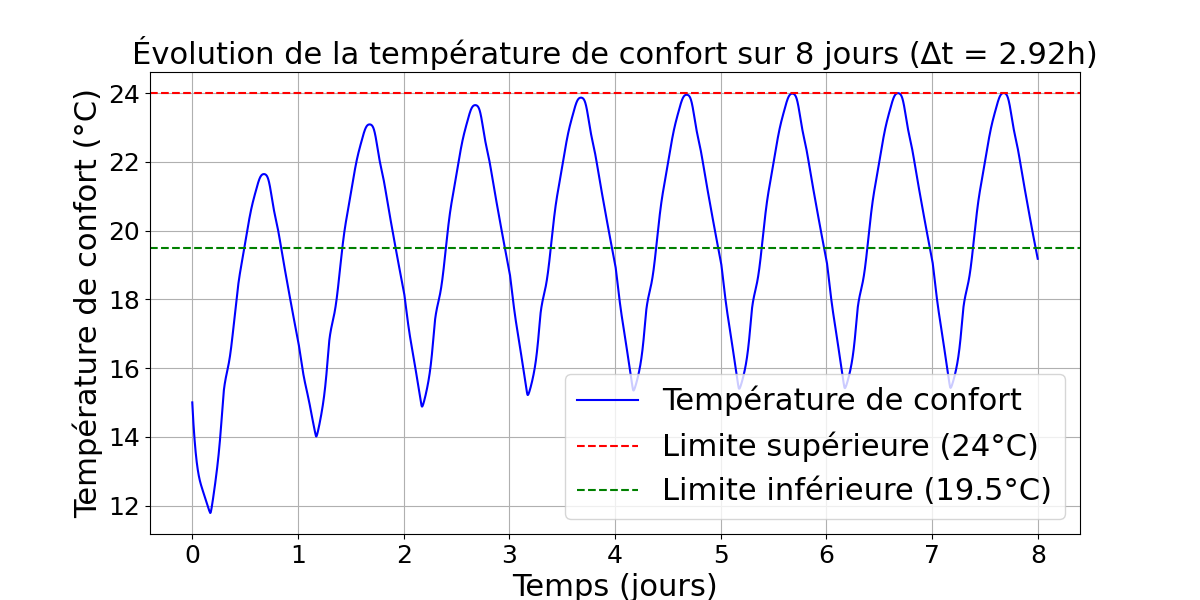 Évolution de la température de confort sur 8 jours (Δt = 2.92h)
Température de confort (°C)
24
22
20
18
16
14
12
Température de confort
Limite supérieure (24°C)
Limite inférieure (19.5°C)
0 1 2 3 4 5 6 7 8
Temps (jours)